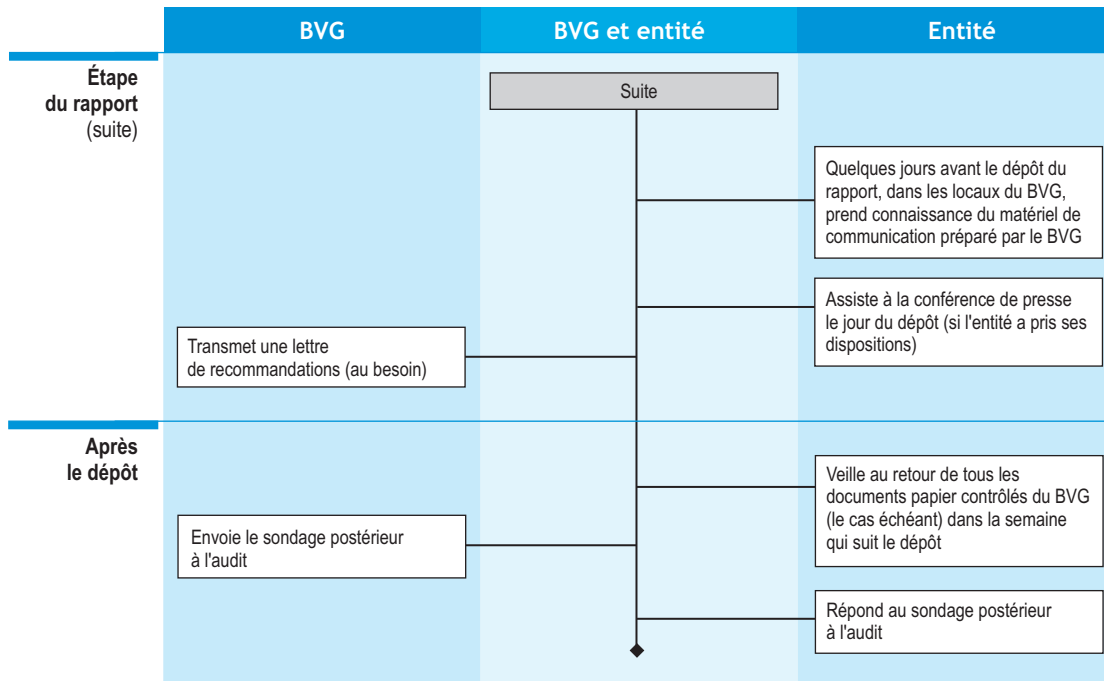 BVG
BVG et entité
Entité
Étape
du rapport
(suite)
Suite
Quelques jours avant le dépôt du
rapport, dans les locaux du BVG,
prend connaissance du matériel de
communication préparé par le BVG
Assiste à la conférence de presse
le jour du dépôt (si l'entité a pris ses
dispositions)
Transmet une lettre
de recommandations (au besoin)
Après
le dépôt
Veille au retour de tous les
documents papier contrôlés du BVG
(le cas échéant) dans la semaine
qui suit le dépôt
Envoie le sondage postérieur
à l'audit
Répond au sondage postérieur
à l'audit